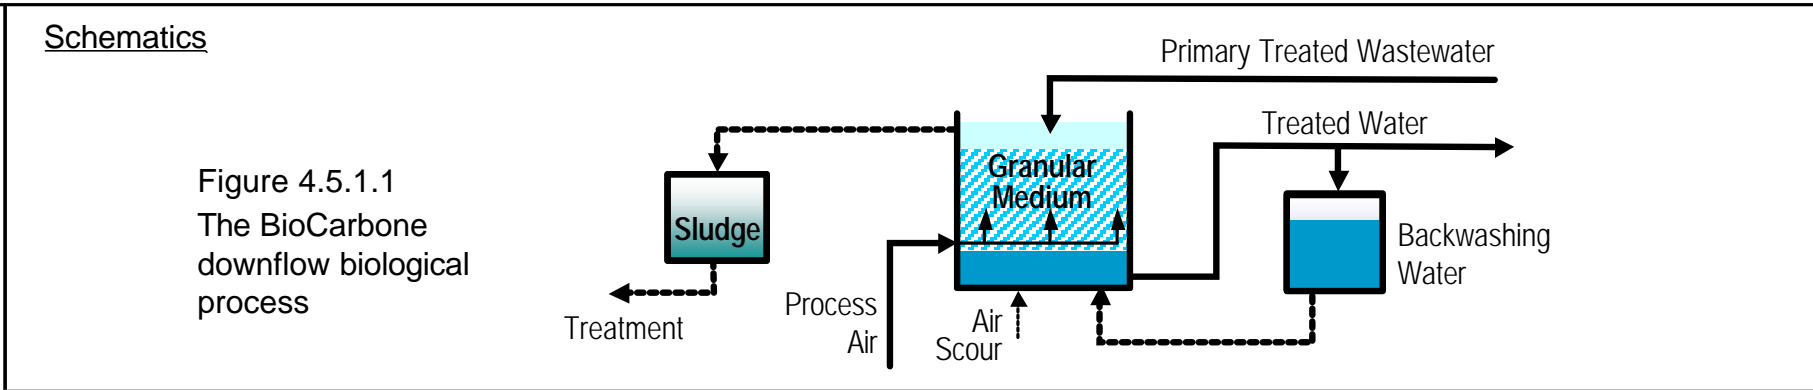 Schematics
Primary Treated Wastewater
Treated Water
Figure 4.5.1.1
The BioCarbone
downflow biological
process
Granular
Medium
Sludge
Backwashing
Water
Process
Air
Air
Scour
Treatment